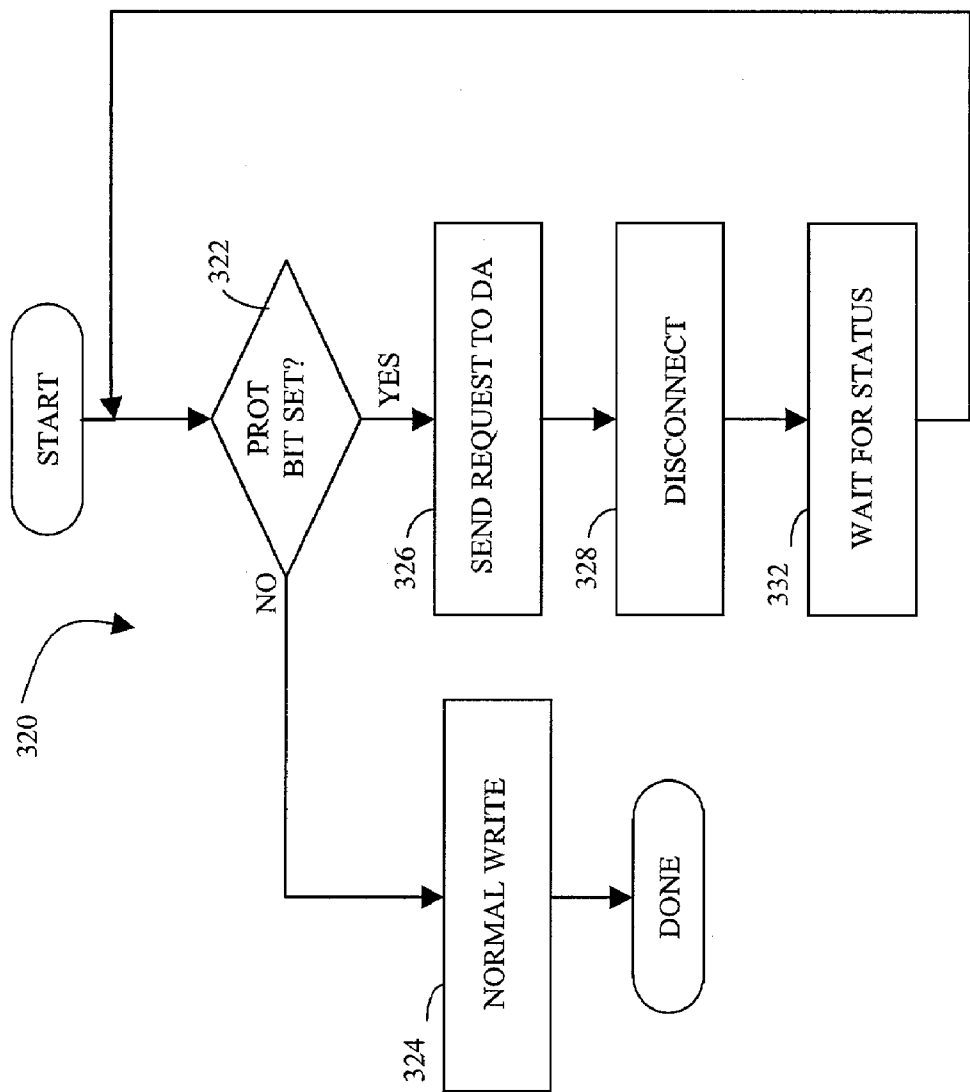 320
START
322
PROT
BIT SET?
NO
YES
324
NORMAL WRITE
DONE
326
SEND REQUEST TO DA
328
DISCONNECT
332
WAIT FOR STATUS